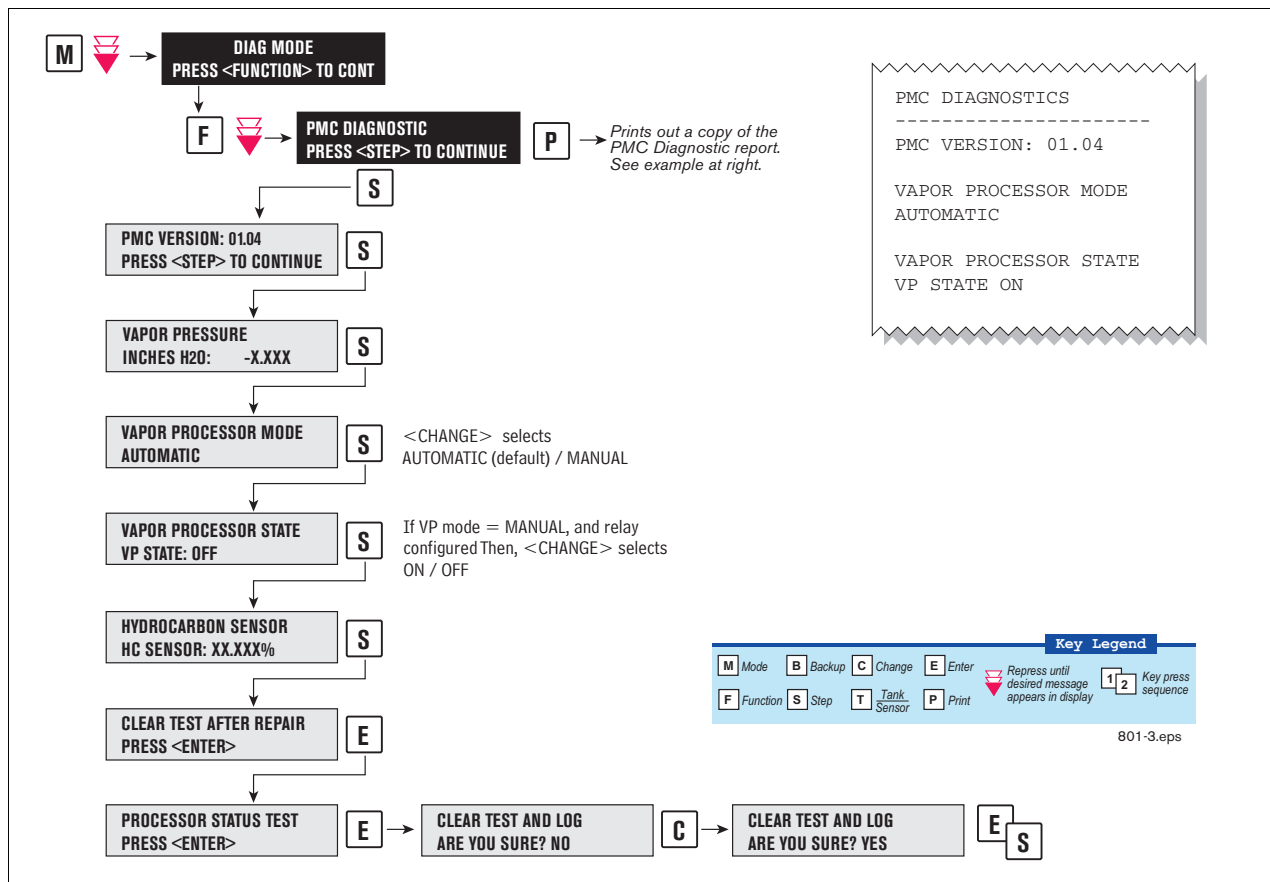 M
DIAG MODE
PRESS <FUNCTION> TO CONT
F
PMC DIAGNOSTIC
PRESS <STEP> TO CONTINUE
P
Prints out a copy of the
PMC Diagnostic report.
See example at right.
S
PMC VERSION: 01.04
PRESS <STEP> TO CONTINUE
S
VAPOR PRESSURE
INCHES H20: -X.XXX
S
VAPOR PROCESSOR MODE
AUTOMATIC
S
<CHANGE> selects
AUTOMATIC (default) / MANUAL
VAPOR PROCESSOR STATE
VP STATE: OFF
S
If VP mode = MANUAL, and relay
configured Then, <CHANGE> selects
ON / OFF
HYDROCARBON SENSOR
HC SENSOR: XX.XXX%
S
CLEAR TEST AFTER REPAIR
PRESS <ENTER>
E
PROCESSOR STATUS TEST
PRESS <ENTER>
E
CLEAR TEST AND LOG
ARE YOU SURE? NO
C
CLEAR TEST AND LOG
ARE YOU SURE? YES
E
S
PMC DIAGNOSTICS
----------------------
PMC VERSION: 01.04
VAPOR PROCESSOR MODE
AUTOMATIC
VAPOR PROCESSOR STATE
VP STATE ON
Key Legend
M Mode
B Backup
C Change
E Enter
Repress until
desired message
appears in display
1 2
Key press
sequence
F Function
S Step
T Tank
Sensor
P Print
801-3.eps